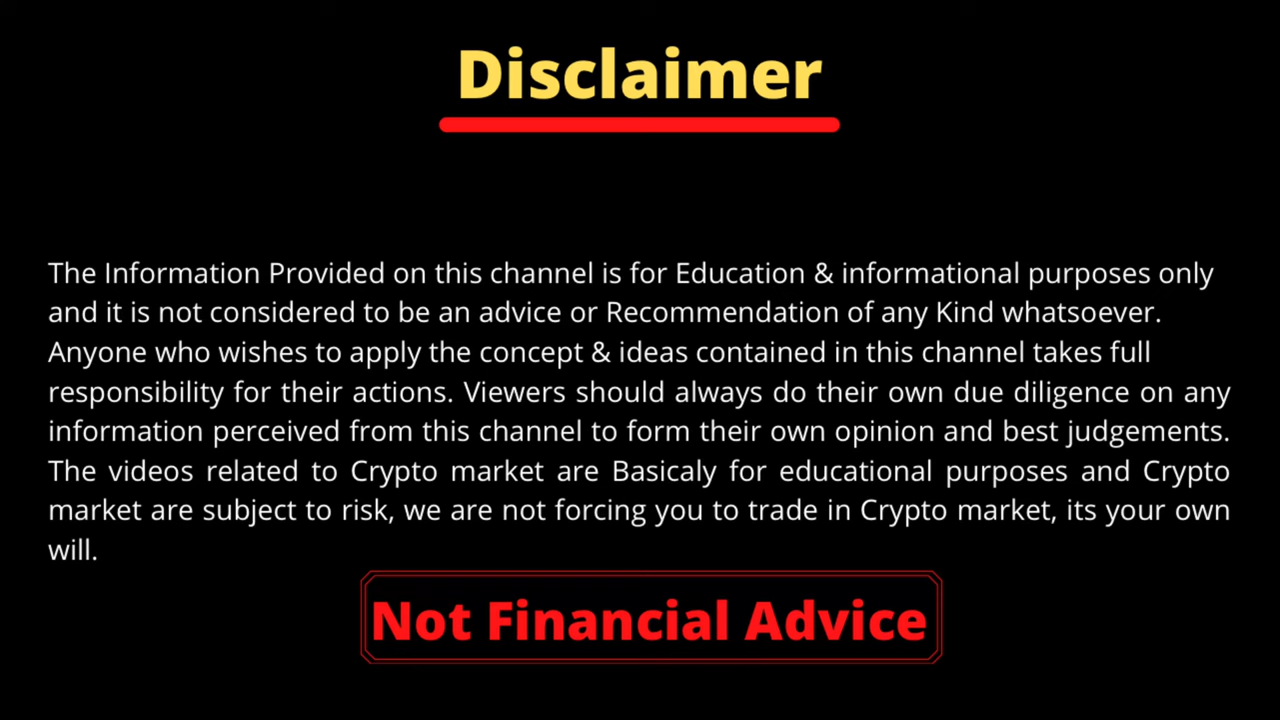 Disclaimer
The Information Provided on this channel is for Education & informational purposes only
and it is not considered to be an advice or Recommendation of any Kind whatsoever.
Anyone who wishes to apply the concept & ideas contained in this channel takes full
responsibility for their actions. Viewers should always do their own due diligence on any
information perceived from this channel to form their own opinion and best judgements.
The videos related to Crypto market are Basicaly for educational purposes and Crypto
market are subject to risk, we are not forcing you to trade in Crypto market, its your own
will.
Not Financial Advice